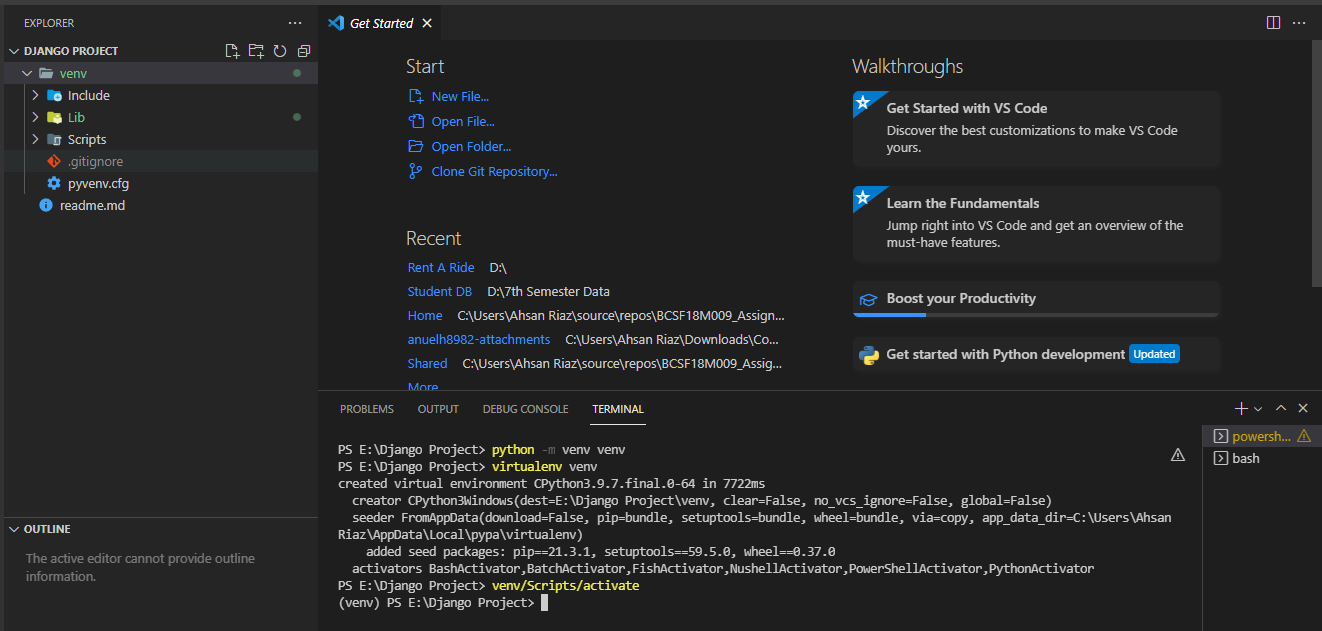 EXPLORER
DJANGO PROJECT
venv
Include
Lib
Scripts
.gitignore
pyvenv.cfg
readme.md
OUTLINE
The active editor cannot provide outline
information.
Get Started
Start
New File...
Open File...
Open Folder...
Clone Git Repository...
Recent
Rent A Ride D:\
Student DB D:\7th Semester Data
Home C:\Users\Ahsan Riaz\source\repos\BCSF18M009_Assign...
anuelh8982-attachments C:\Users\Ahsan Riaz\Downloads\Co...
Shared C:\Users\Ahsan Riaz\source\repos\BCSF18M009_Assig...
More
Walkthroughs
Get Started with VS Code
Discover the best customizations to make VS Code
yours.
Learn the Fundamentals
Jump right into VS Code and get an overview of the
must-have features.
Boost your Productivity
Get started with Python development Updated
PROBLEMS OUTPUT DEBUG CONSOLE TERMINAL
PS E:\Django Project> python -m venv venv
PS E:\Django Project> virtualenv venv
created virtual environment CPython3.9.7.final.0-64 in 7722ms
creator CPython3Windows(dest=E:\Django Project\venv, clear=False, no_vcs_ignore=False, global=False)
seeder FromAppData(download=False, pip=bundle, setuptools=bundle, wheel=bundle, via=copy, app_data_dir=C:\Users\Ahsan
Riaz\AppData\Local\pypa\virtualenv)
added seed packages: pip==21.3.1, setuptools==59.5.0, wheel==0.37.0
activators BashActivator,BatchActivator,FishActivator,NushellActivator,PowerShellActivator,PythonActivator
PS E:\Django Project> venv/Scripts/activate
(venv) PS E:\Django Project>
powersh...
bash